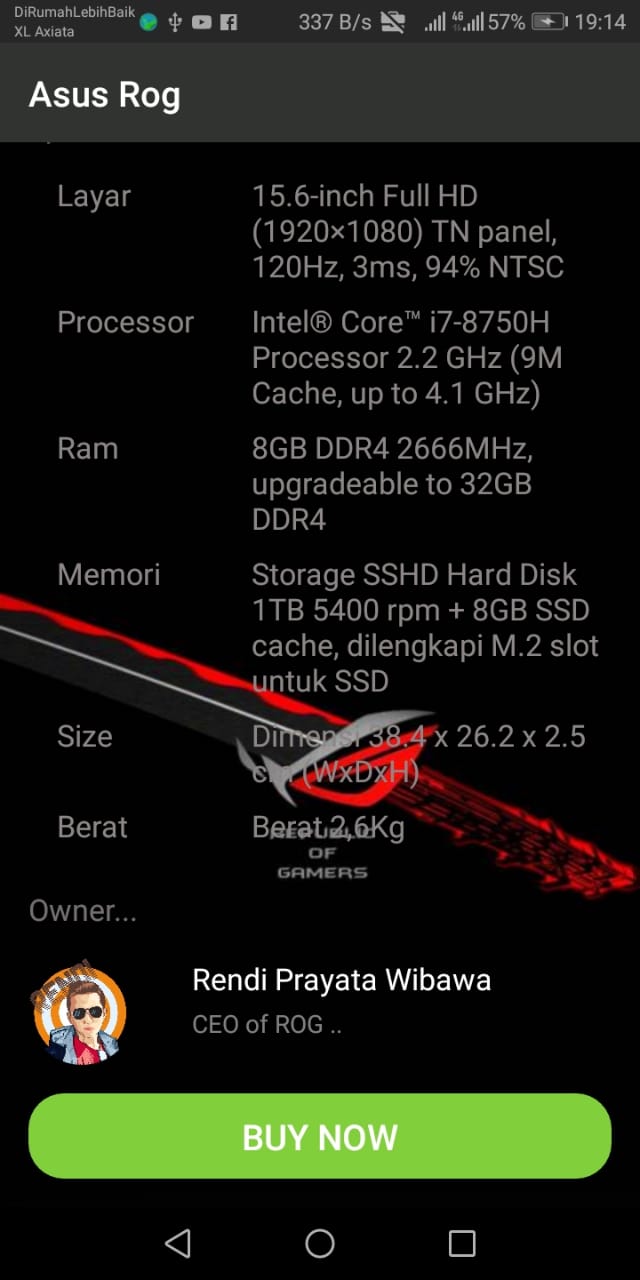 DiRumahLebihBaik
XL Axiata
337 B/s
4G
57%
19:14
Asus Rog
Layar
15.6-inch Full HD
(1920×1080) TN panel,
120Hz, 3ms, 94% NTSC
Processor
Intel® Core™ i7-8750H
Processor 2.2 GHz (9M
Cache, up to 4.1 GHz)
Ram
8GB DDR4 2666MHz,
upgradeable to 32GB
DDR4
Memori
Storage SSHD Hard Disk
1TB 5400 rpm + 8GB SSD
cache, dilengkapi M.2 slot
untuk SSD
Size
Dimensi 38.4 x 26.2 x 2.5
cm (WxDxH)
Berat
Berat 2,6Kg
REPUBLIC
OF
GAMERS
Owner...
RENDI
Rendi Prayata Wibawa
CEO of ROG ..
BUY NOW